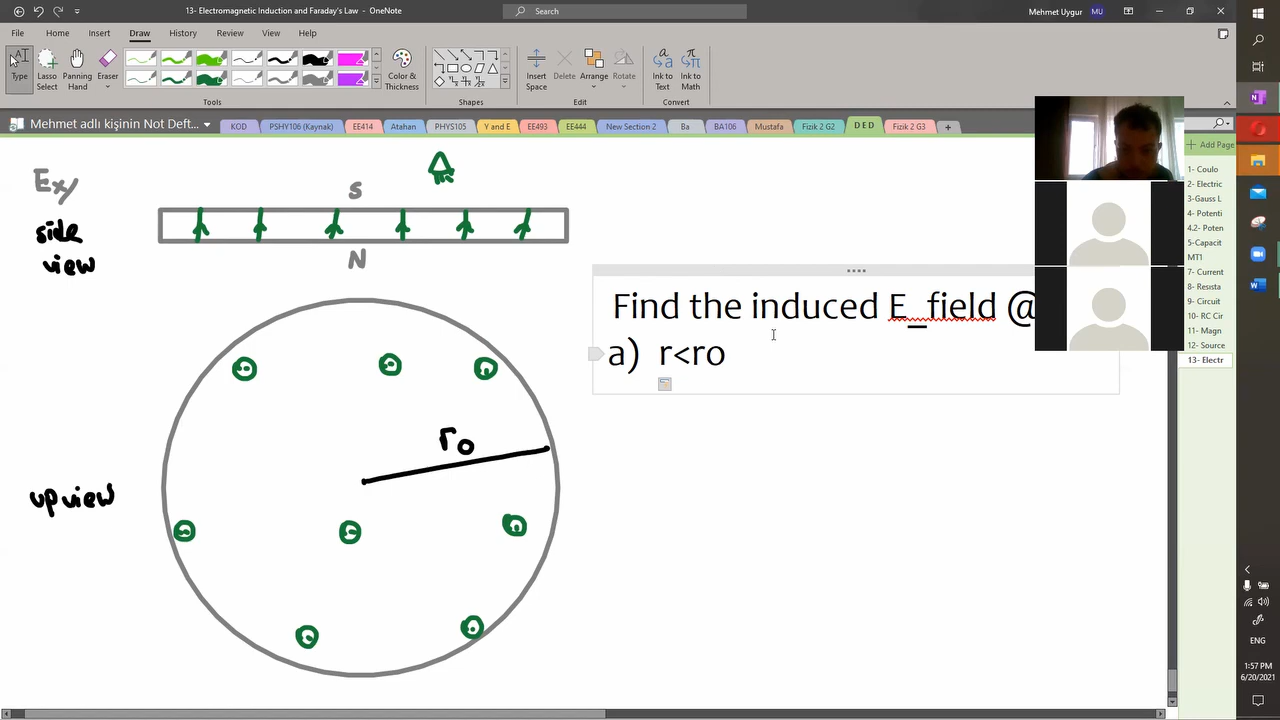 13- Electromagnetic Induction and Faraday's Law - OneNote
Search
Mehmet Uygur
MU
File Home Insert Draw History Review View Help
Type
Lasso Select
Panning Hand
Eraser
Color & Thickness
Insert Space
Delete
Arrange
Rotate
Ink to Text
Ink to Math
Tools
Shapes
Edit
Convert
Mehmet adlı kişinin Not Deft...
KOD PSHY106 (Kaynak) EE414 Atahan PHYS105 Y and E EE493 EE444 New Section 2 Ba BA106 Mustafa Fizik 2 G2 D E D Fizik 2 G3
Add Page
1- Coulo
2- Electric
3-Gauss L
4- Potenti
4.2- Poten
5-Capacit
MT1
7- Current
8- Resista
9- Circuit
10- RC Cir
11- Magn
12- Source
13- Electr
Ex/
S
side
view
N
Find the induced E_field @
a) r<ro
ro
up view
ENG
1:57 PM
6/20/2021